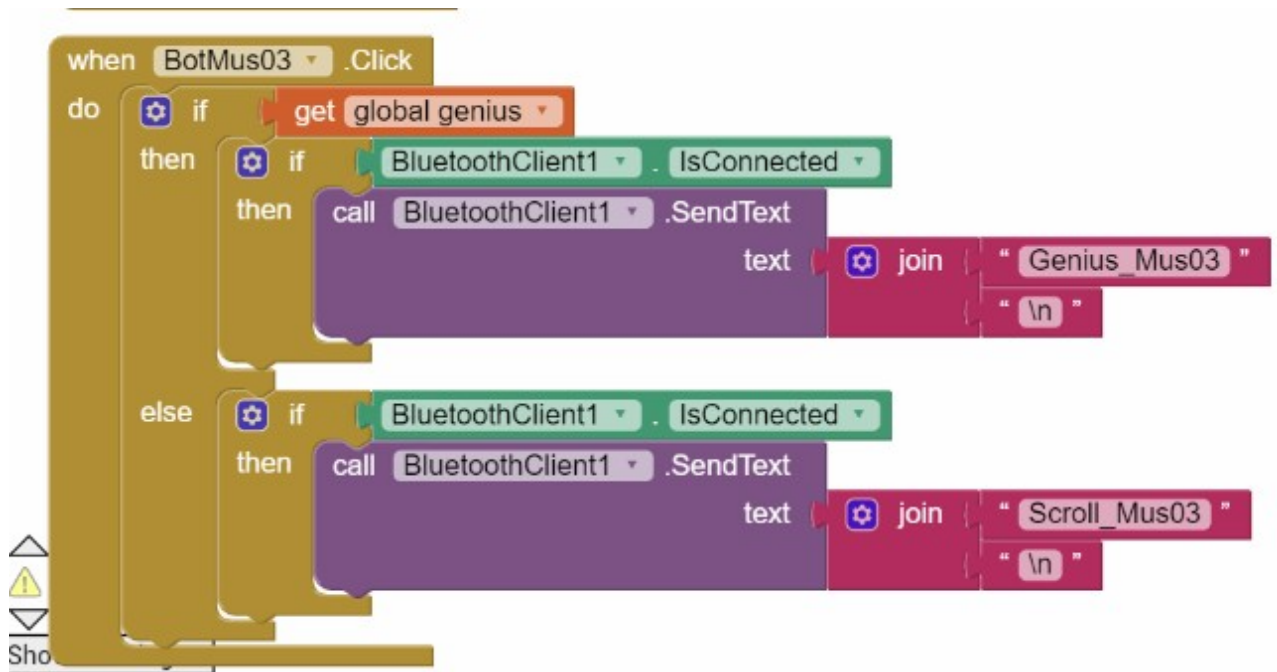 when BotMus03 .Click
do if get global genius
then if BluetoothClient1 . IsConnected
then call BluetoothClient1 .SendText
text join “ Genius_Mus03 ”
“ \n ”
else if BluetoothClient1 . IsConnected
then call BluetoothClient1 .SendText
text join “ Scroll_Mus03 ”
“ \n ”